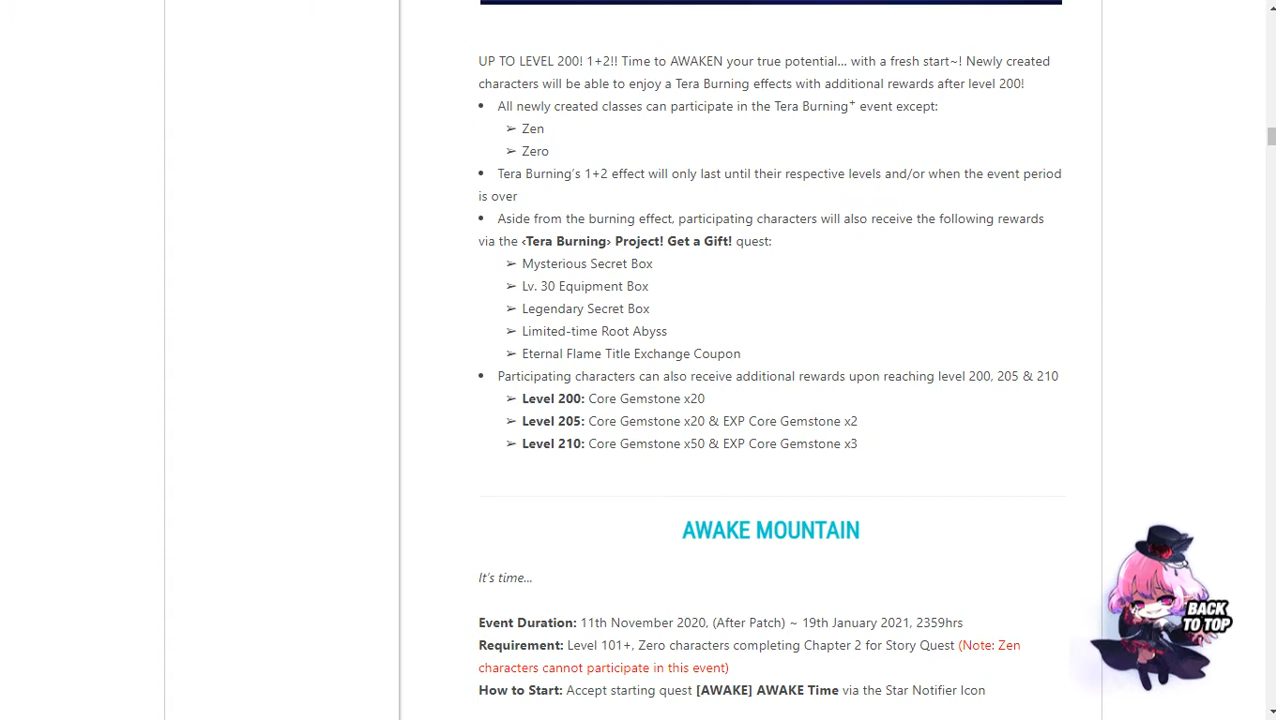 UP TO LEVEL 200! 1+2!! Time to AWAKEN your true potential... with a fresh start~! Newly created
characters will be able to enjoy a Tera Burning effects with additional rewards after level 200!
• All newly created classes can participate in the Tera Burning⁺ event except:
➢ Zen
➢ Zero
• Tera Burning's 1+2 effect will only last until their respective levels and/or when the event period
is over
• Aside from the burning effect, participating characters will also receive the following rewards
via the ‹Tera Burning› Project! Get a Gift! quest:
➢ Mysterious Secret Box
➢ Lv. 30 Equipment Box
➢ Legendary Secret Box
➢ Limited-time Root Abyss
➢ Eternal Flame Title Exchange Coupon
• Participating characters can also receive additional rewards upon reaching level 200, 205 & 210
➢ Level 200: Core Gemstone x20
➢ Level 205: Core Gemstone x20 & EXP Core Gemstone x2
➢ Level 210: Core Gemstone x50 & EXP Core Gemstone x3
AWAKE MOUNTAIN
It's time...
Event Duration: 11th November 2020, (After Patch) ~ 19th January 2021, 2359hrs
Requirement: Level 101+, Zero characters completing Chapter 2 for Story Quest (Note: Zen
characters cannot participate in this event)
How to Start: Accept starting quest [AWAKE] AWAKE Time via the Star Notifier Icon
BACK
TO TOP